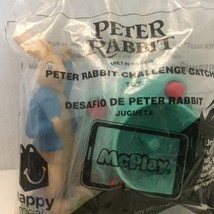 PETER
RABBIT
PETER RABBIT CHALLENGE CATCH
TOY
DESAFÍO DE PETER RABBIT
JUGUETE
McPlay
happy
meal